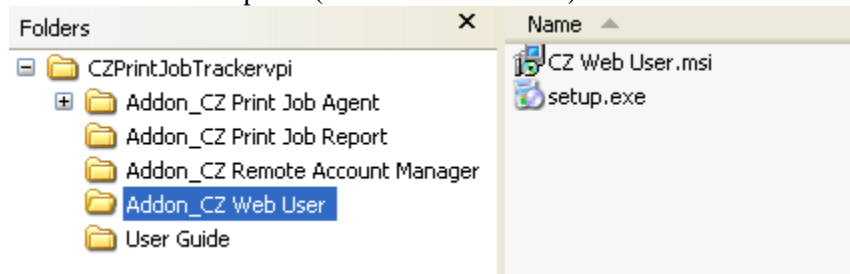 Folders
CZPrintJobTrackervpi
Addon_CZ Print Job Agent
Addon_CZ Print Job Report
Addon_CZ Remote Account Manager
Addon_CZ Web User
User Guide
Name
CZ Web User.msi
setup.exe